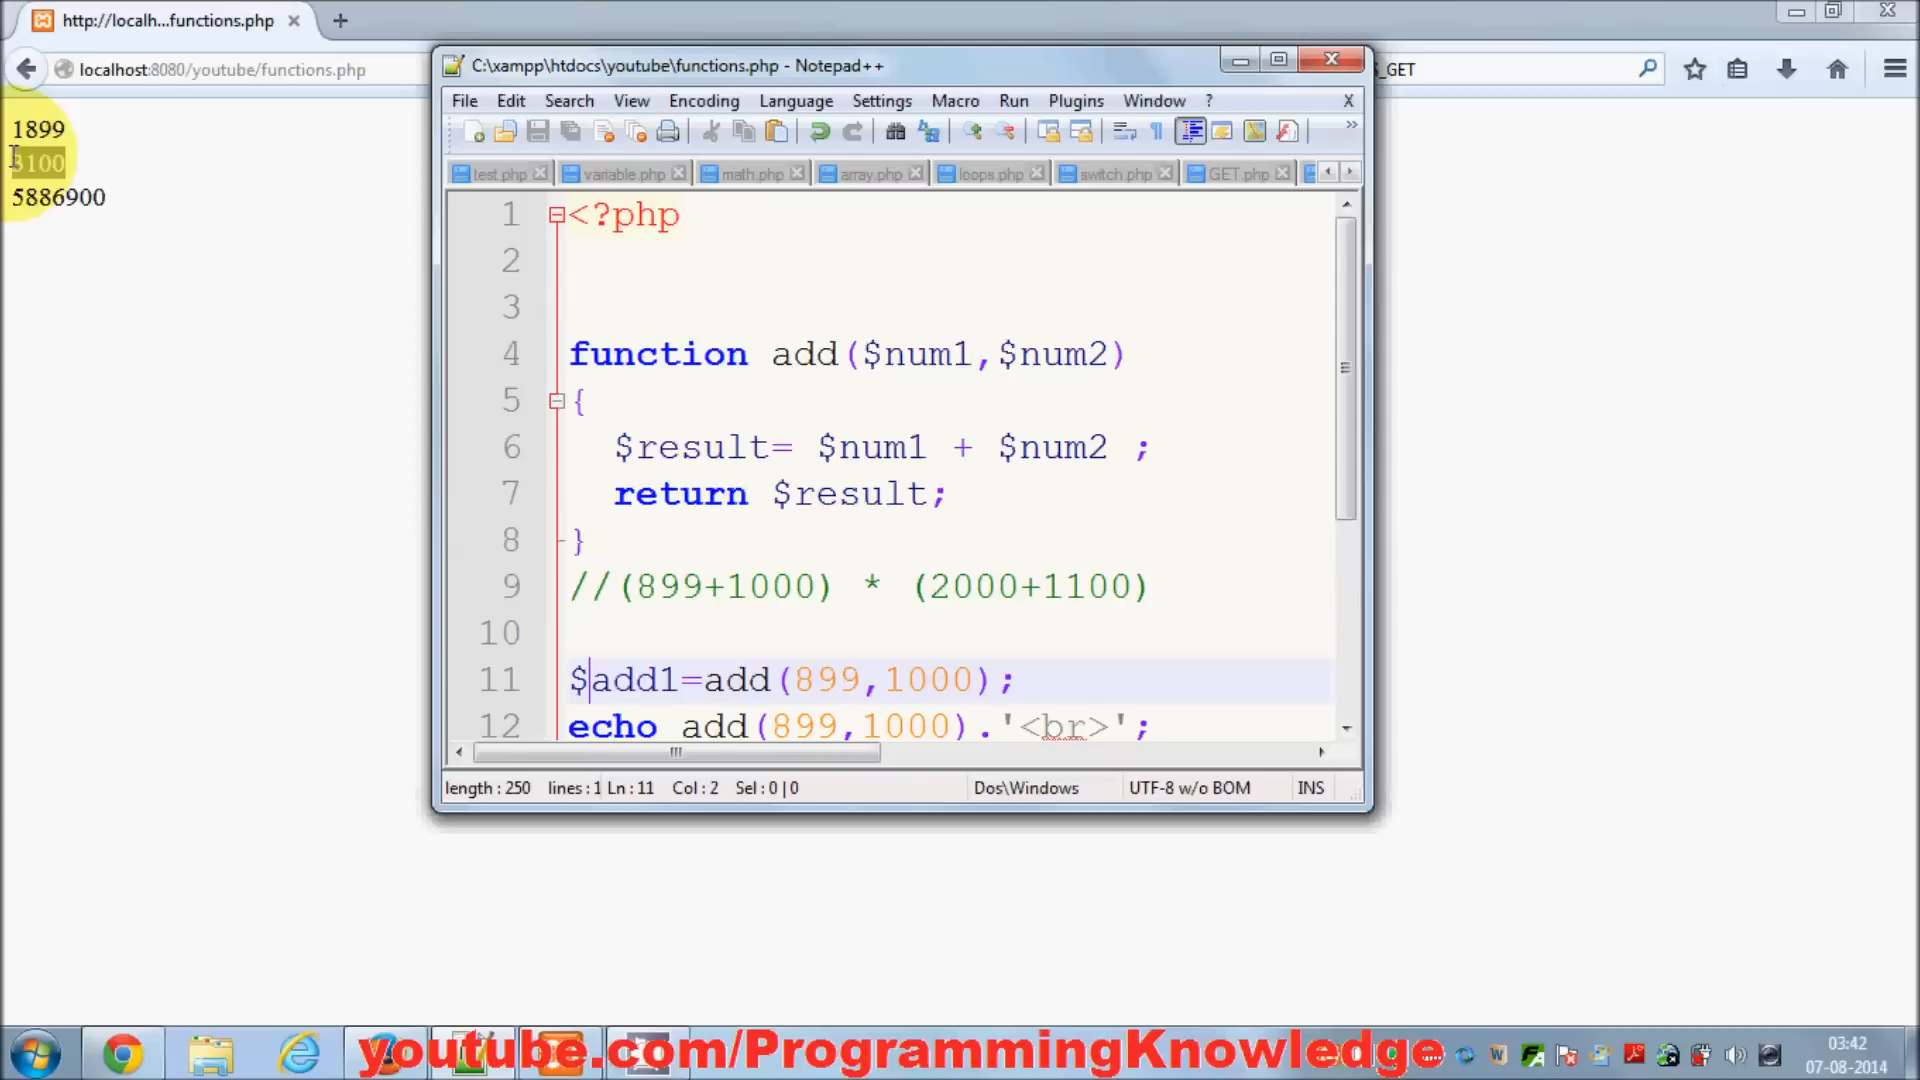 http://localh...functions.php
localhost:8080/youtube/functions.php
_GET
1899
3100
5886900
C:\xampp\htdocs\youtube\functions.php - Notepad++
File Edit Search View Encoding Language Settings Macro Run Plugins Window ? X
test.php variable.php math.php array.php loops.php switch.php GET.php
1 <?php
2
3
4 function add($num1,$num2)
5 {
6 $result= $num1 + $num2 ;
7 return $result;
8 }
9 //(899+1000) * (2000+1100)
10
11 $add1=add(899,1000);
12 echo add(899,1000).'<br>';
length : 250 lines : 1 Ln : 11 Col : 2 Sel : 0 | 0 Dos\Windows UTF-8 w/o BOM INS
youtube.com/ProgrammingKnowledge
03:42
07-08-2014